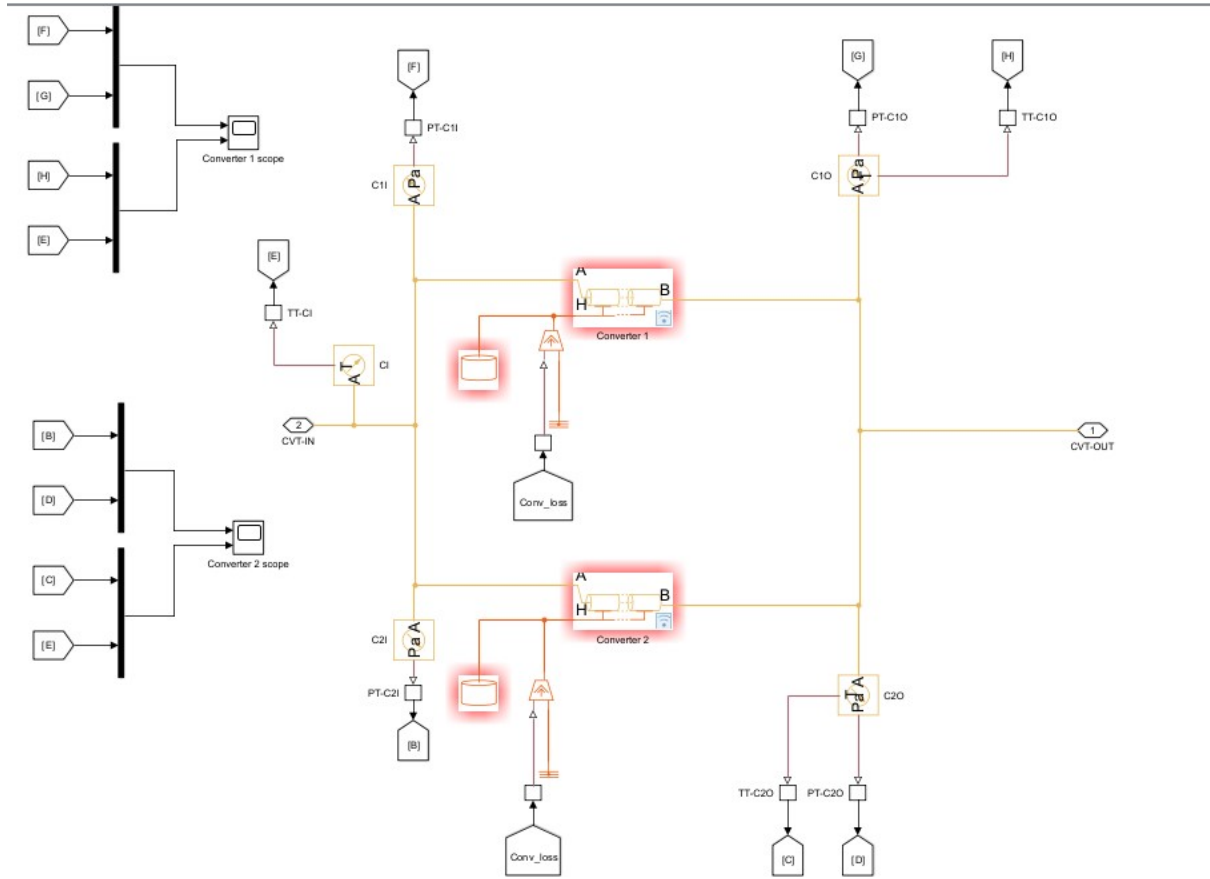 [F]
[G]
Converter 1 scope
[H]
[E]
[F]
PT-C1I
C1I
A Pa
[G]
PT-C1O
[H]
TT-C1O
C1O
A Pa
T
[E]
TT-CI
CI
A T
2
CVT-IN
A
B
H
Converter 1
Conv_loss
1
CVT-OUT
[B]
[D]
Converter 2 scope
[C]
[E]
A
B
H
Converter 2
Conv_loss
C2I
Pa A
PT-C2I
[B]
C2O
T
Pa A
TT-C2O
PT-C2O
[C]
[D]